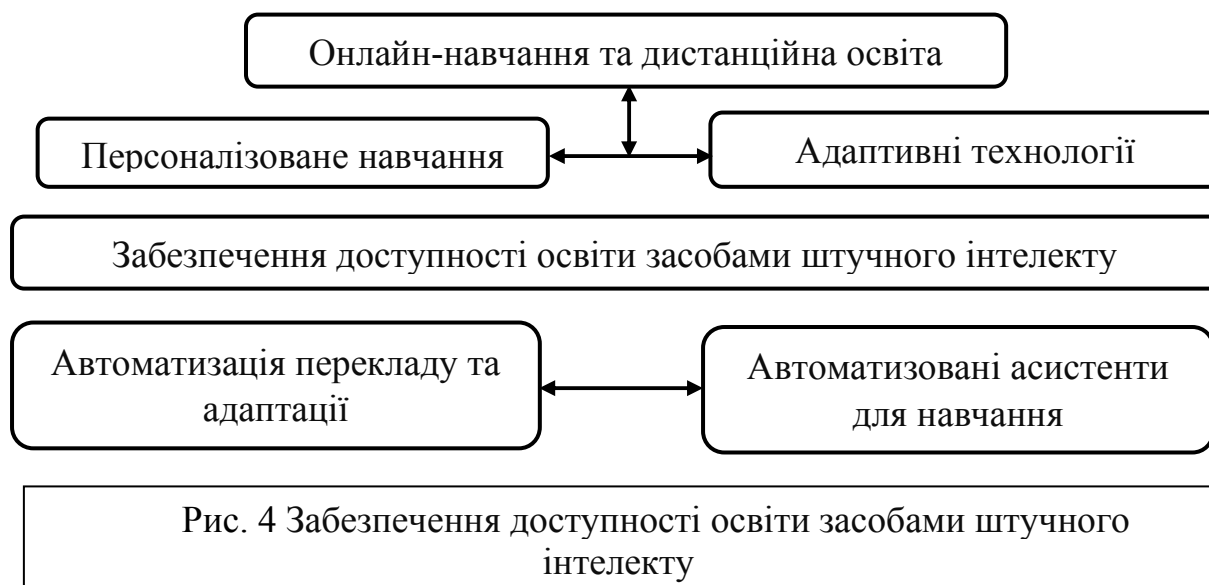 Онлайн-навчання та дистанційна освіта
Персоналізоване навчання
Адаптивні технології
Забезпечення доступності освіти засобами штучного інтелекту
Автоматизація перекладу та
адаптації
Автоматизовані асистенти
для навчання
Рис. 4 Забезпечення доступності освіти засобами штучного
інтелекту